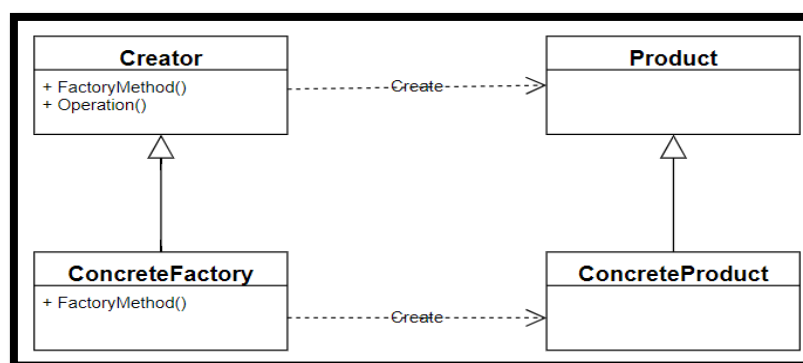 Creator
+ FactoryMethod()
+ Operation()
Create
Product
ConcreteFactory
+ FactoryMethod()
Create
ConcreteProduct